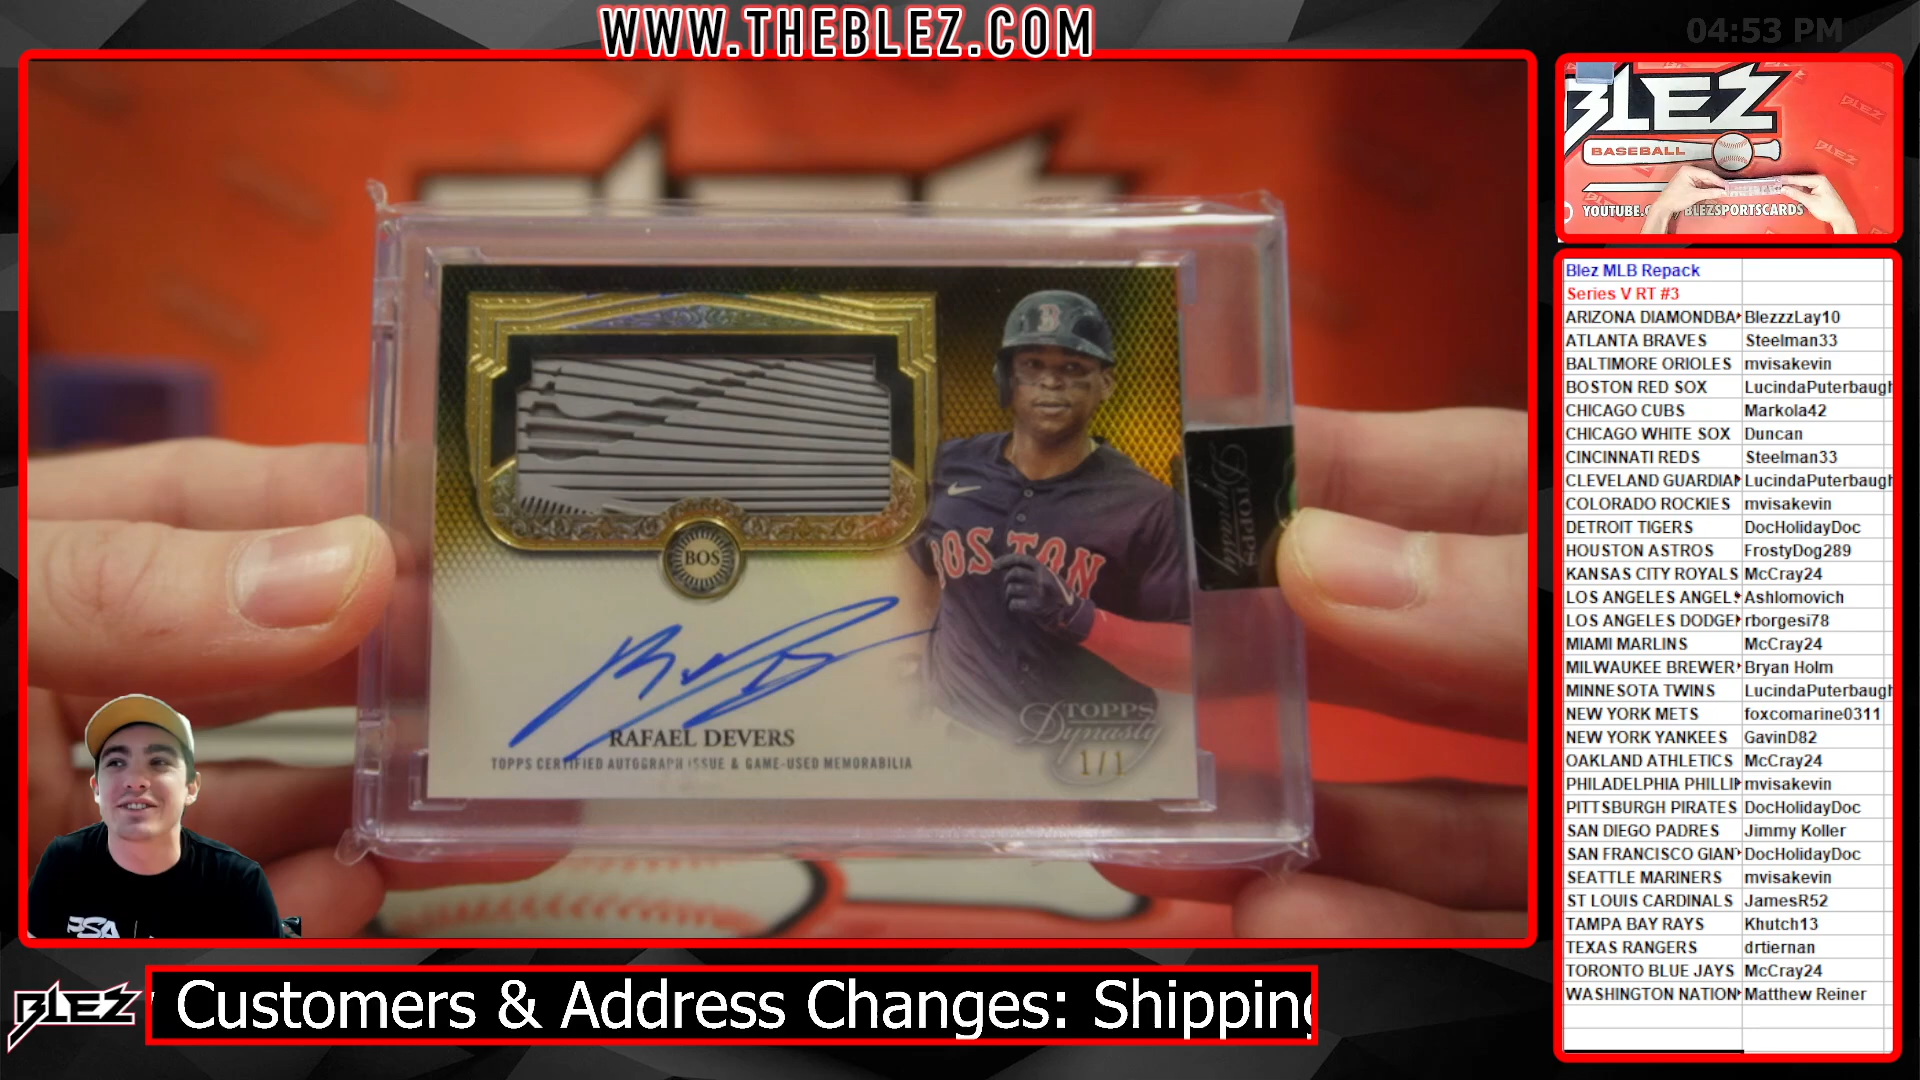 WWW.THEBLEZ.COM
04:53 PM
BLEZ
BASEBALL
BLEZ
BLEZ
YOUTUBE.C
BLEZSPORTSCARDS
B
BOSTON
BOS
TOPPS
Dynasty
RAFAEL DEVERS
TOPPS CERTIFIED AUTOGRAPH ISSUE & GAME-USED MEMORABILIA
TOPPS
Dynasty
1/1
PSA
Blez MLB Repack
Series V RT #3
ARIZONA DIAMONDBA BlezzzLay10
ATLANTA BRAVES Steelman33
BALTIMORE ORIOLES mvisakevin
BOSTON RED SOX LucindaPuterbaugh
CHICAGO CUBS Markola42
CHICAGO WHITE SOX Duncan
CINCINNATI REDS Steelman33
CLEVELAND GUARDIAN LucindaPuterbaugh
COLORADO ROCKIES mvisakevin
DETROIT TIGERS DocHolidayDoc
HOUSTON ASTROS FrostyDog289
KANSAS CITY ROYALS McCray24
LOS ANGELES ANGELS Ashlomovich
LOS ANGELES DODGE rborgesi78
MIAMI MARLINS McCray24
MILWAUKEE BREWER Bryan Holm
MINNESOTA TWINS LucindaPuterbaugh
NEW YORK METS foxcomarine0311
NEW YORK YANKEES GavinD82
OAKLAND ATHLETICS McCray24
PHILADELPHIA PHILLI mvisakevin
PITTSBURGH PIRATES DocHolidayDoc
SAN DIEGO PADRES Jimmy Koller
SAN FRANCISCO GIAN DocHolidayDoc
SEATTLE MARINERS mvisakevin
ST LOUIS CARDINALS JamesR52
TAMPA BAY RAYS Khutch13
TEXAS RANGERS drtiernan
TORONTO BLUE JAYS McCray24
WASHINGTON NATION Matthew Reiner
BLEZ
Customers & Address Changes: Shipping